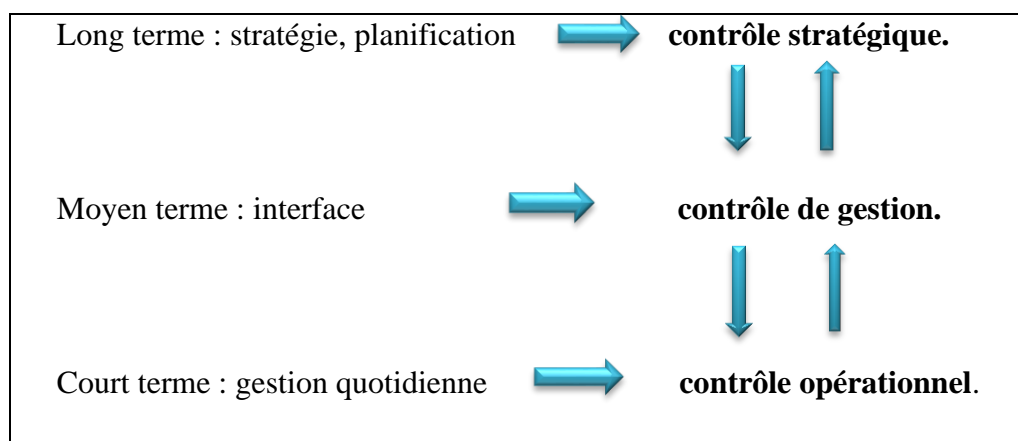 Long terme : stratégie, planification contrôle stratégique.
Moyen terme : interface contrôle de gestion.
Court terme : gestion quotidienne contrôle opérationnel.